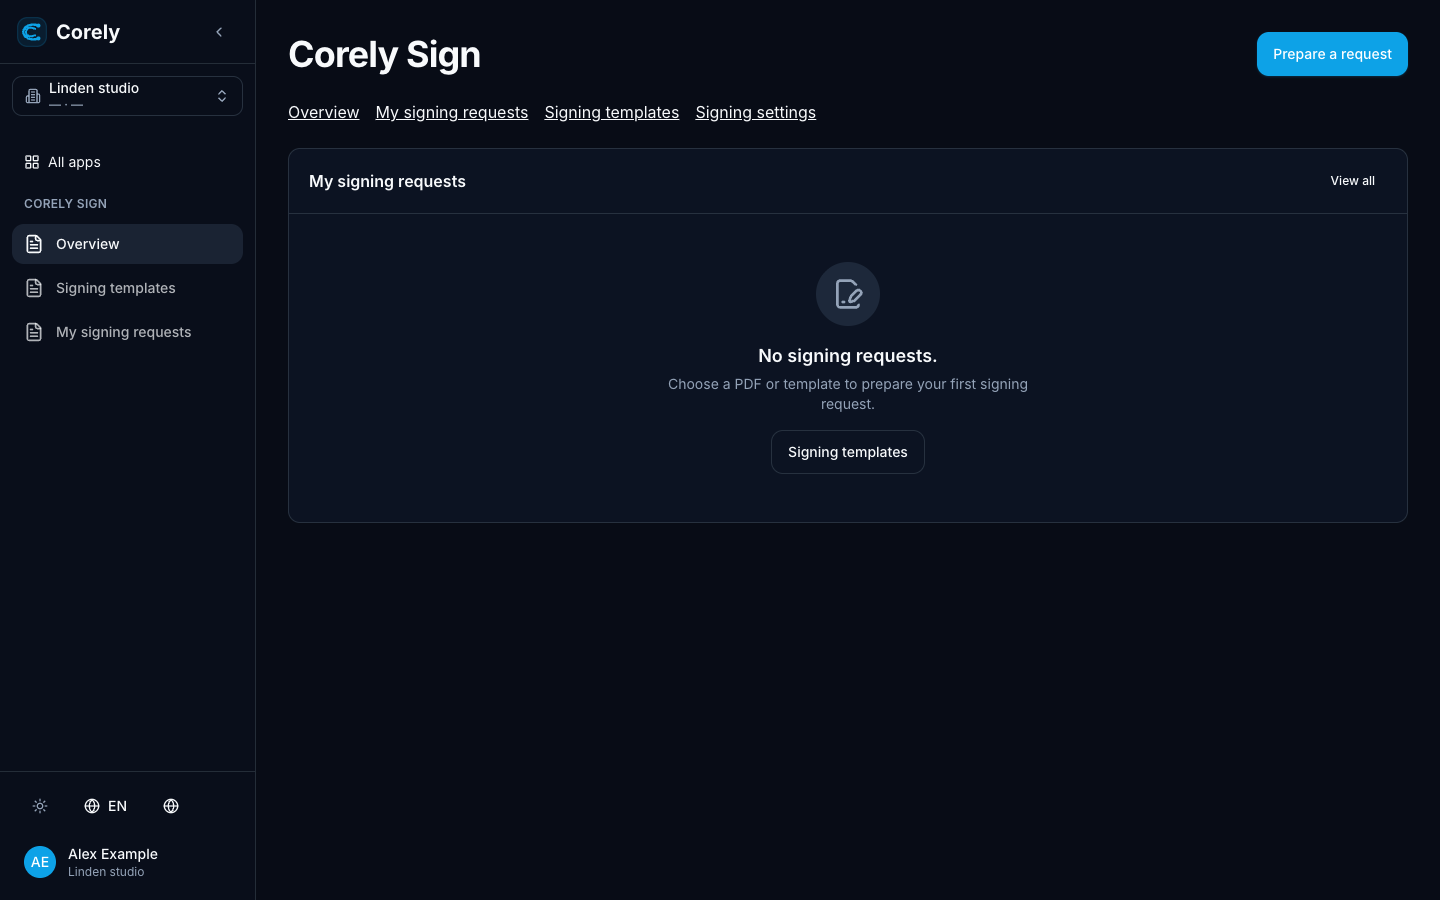 Corely
Linden studio
— · —
All apps
CORELY SIGN
Overview
Signing templates
My signing requests
EN
AE
Alex Example
Linden studio
Corely Sign
Prepare a request
Overview
My signing requests
Signing templates
Signing settings
My signing requests
View all
No signing requests.
Choose a PDF or template to prepare your first signing
request.
Signing templates